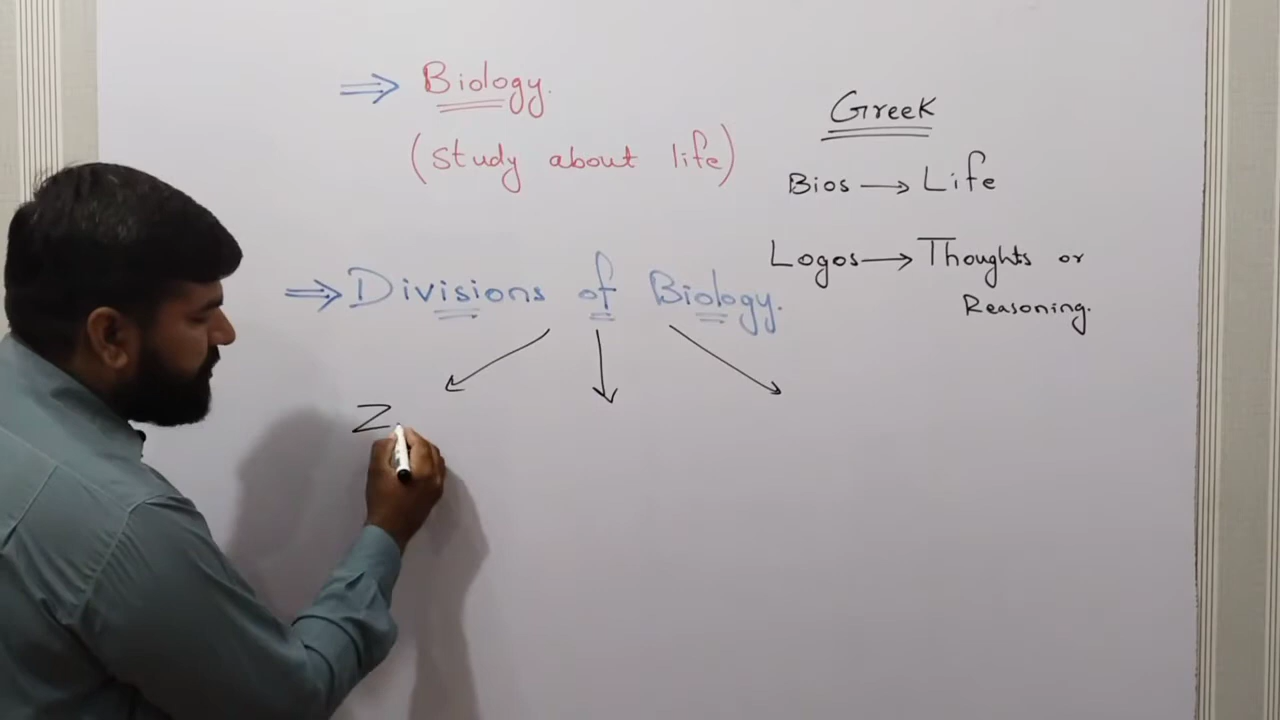 ⇒ Biology.
(study about life)
⇒ Divisions of Biology.
Z
Greek
Bios → Life
Logos → Thoughts or
Reasoning.